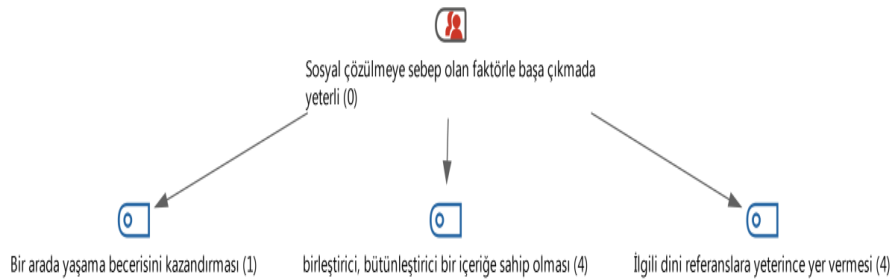 Sosyal çözülmeye sebep olan faktörle başa çıkmada
yeterli (0)
Bir arada yaşama becerisini kazandırması (1)
birleştirici, bütünleştirici bir içeriğe sahip olması (4)
İlgili dini referanslara yeterince yer vermesi (4)